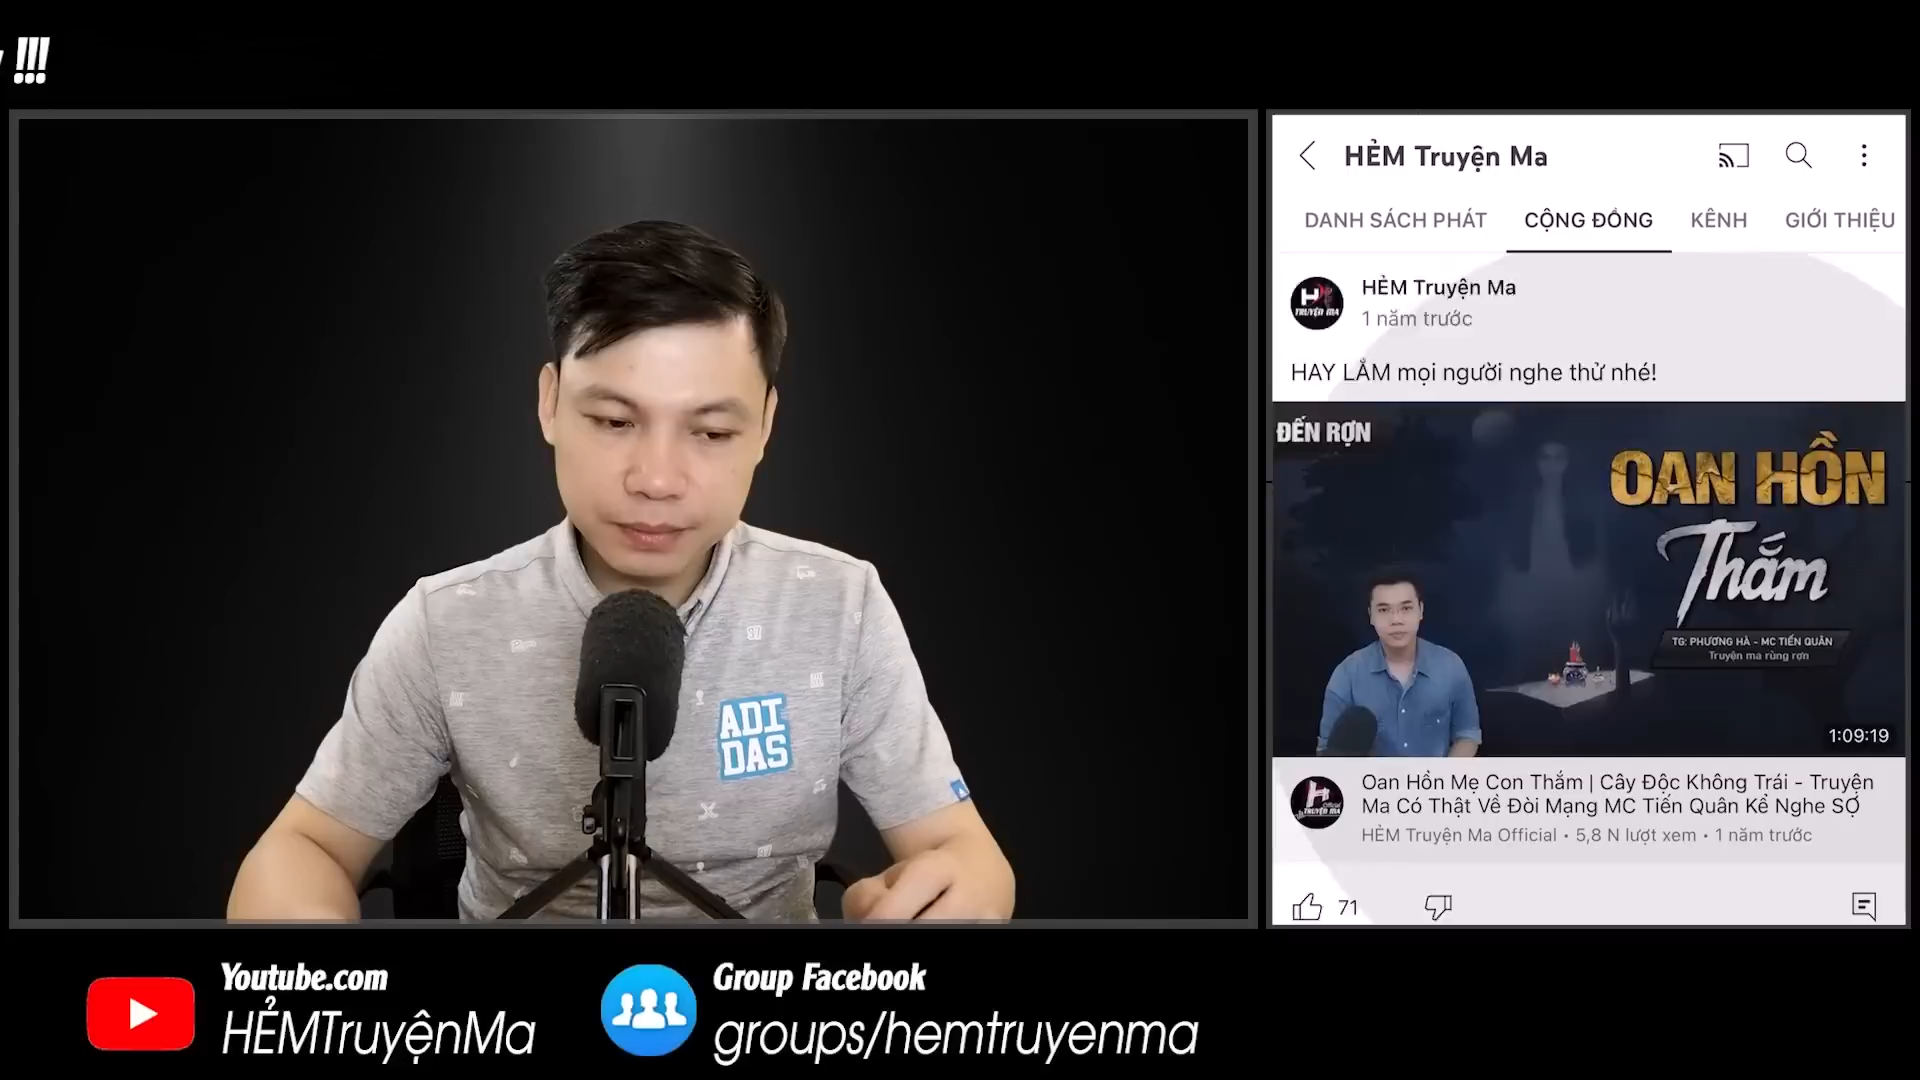 !!!
HẺM Truyện Ma
DANH SÁCH PHÁT CỘNG ĐỒNG KÊNH GIỚI THIỆU
HẺM Truyện Ma
1 năm trước
HAY LẮM mọi người nghe thử nhé!
ĐẾN RỢN
OAN HỒN
Thắm
TG: PHƯƠNG HÀ - MC TIẾN QUÂN
Truyện ma rùng rợn
1:09:19
Oan Hồn Mẹ Con Thắm | Cây Độc Không Trái - Truyện
Ma Có Thật Về Đòi Mạng MC Tiến Quân Kể Nghe SỢ
HẺM Truyện Ma Official • 5,8 N lượt xem • 1 năm trước
71
ADI
DAS
Youtube.com
HẺMTruyệnMa
Group Facebook
groups/hemtruyenma